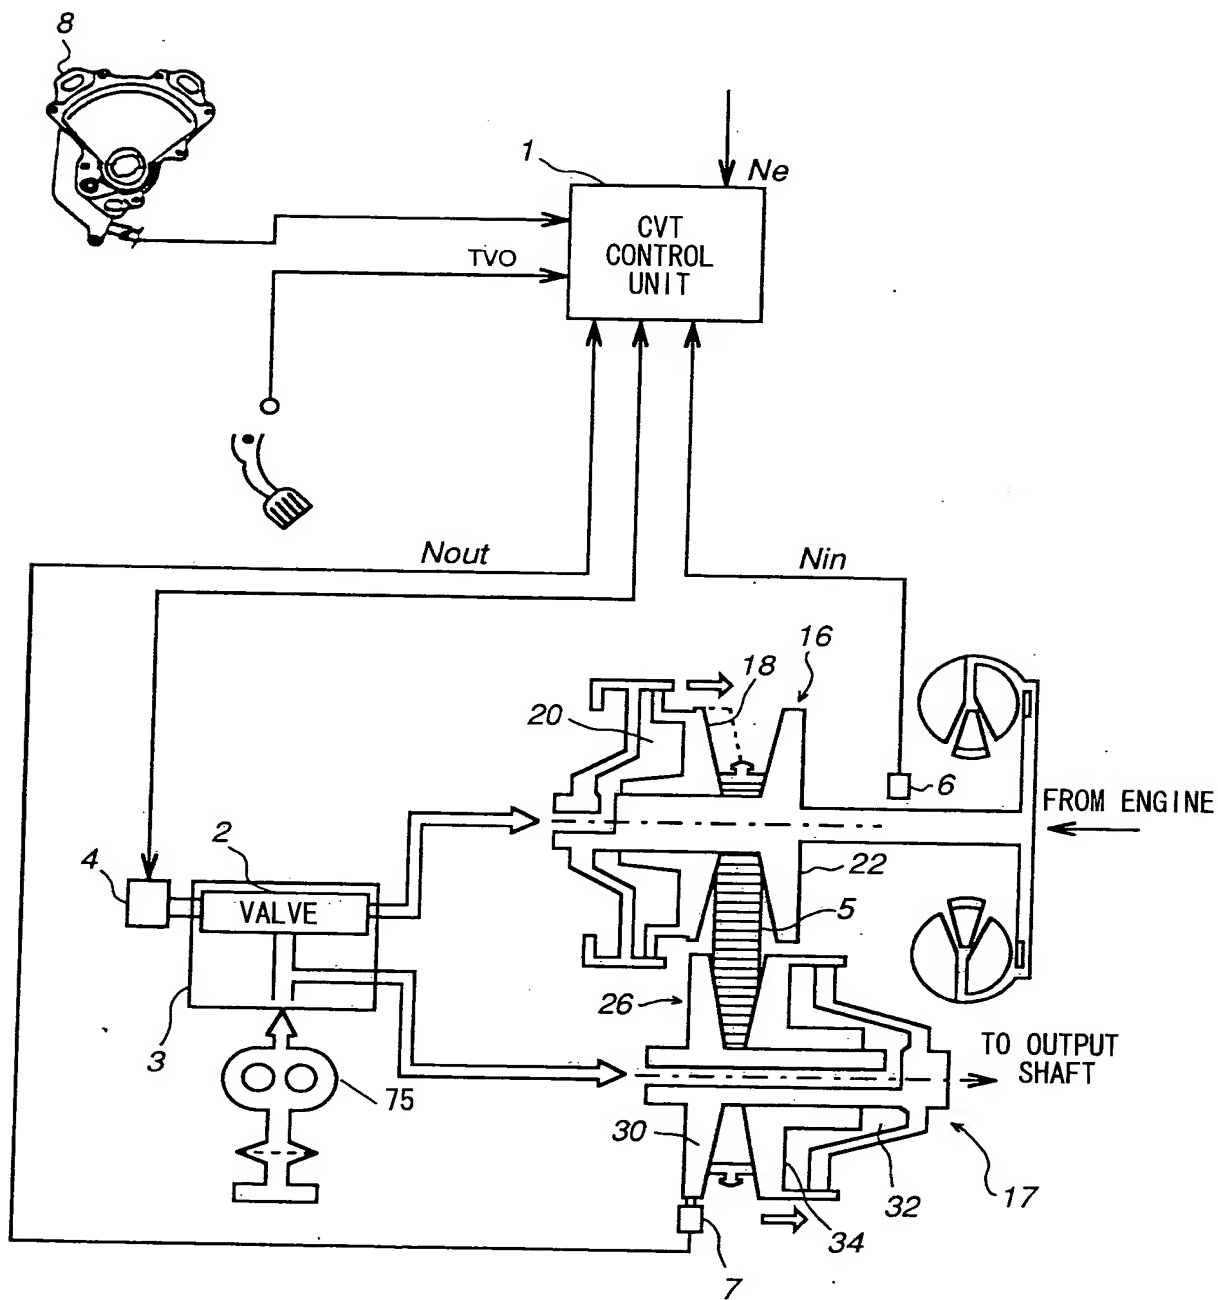 8
1
Ne
CVT
CONTROL
UNIT
TVO
Nout
Nin
16
18
20
6
FROM ENGINE
2
4
VALVE
22
5
26
3
TO OUTPUT
SHAFT
75
30
32
17
34
7